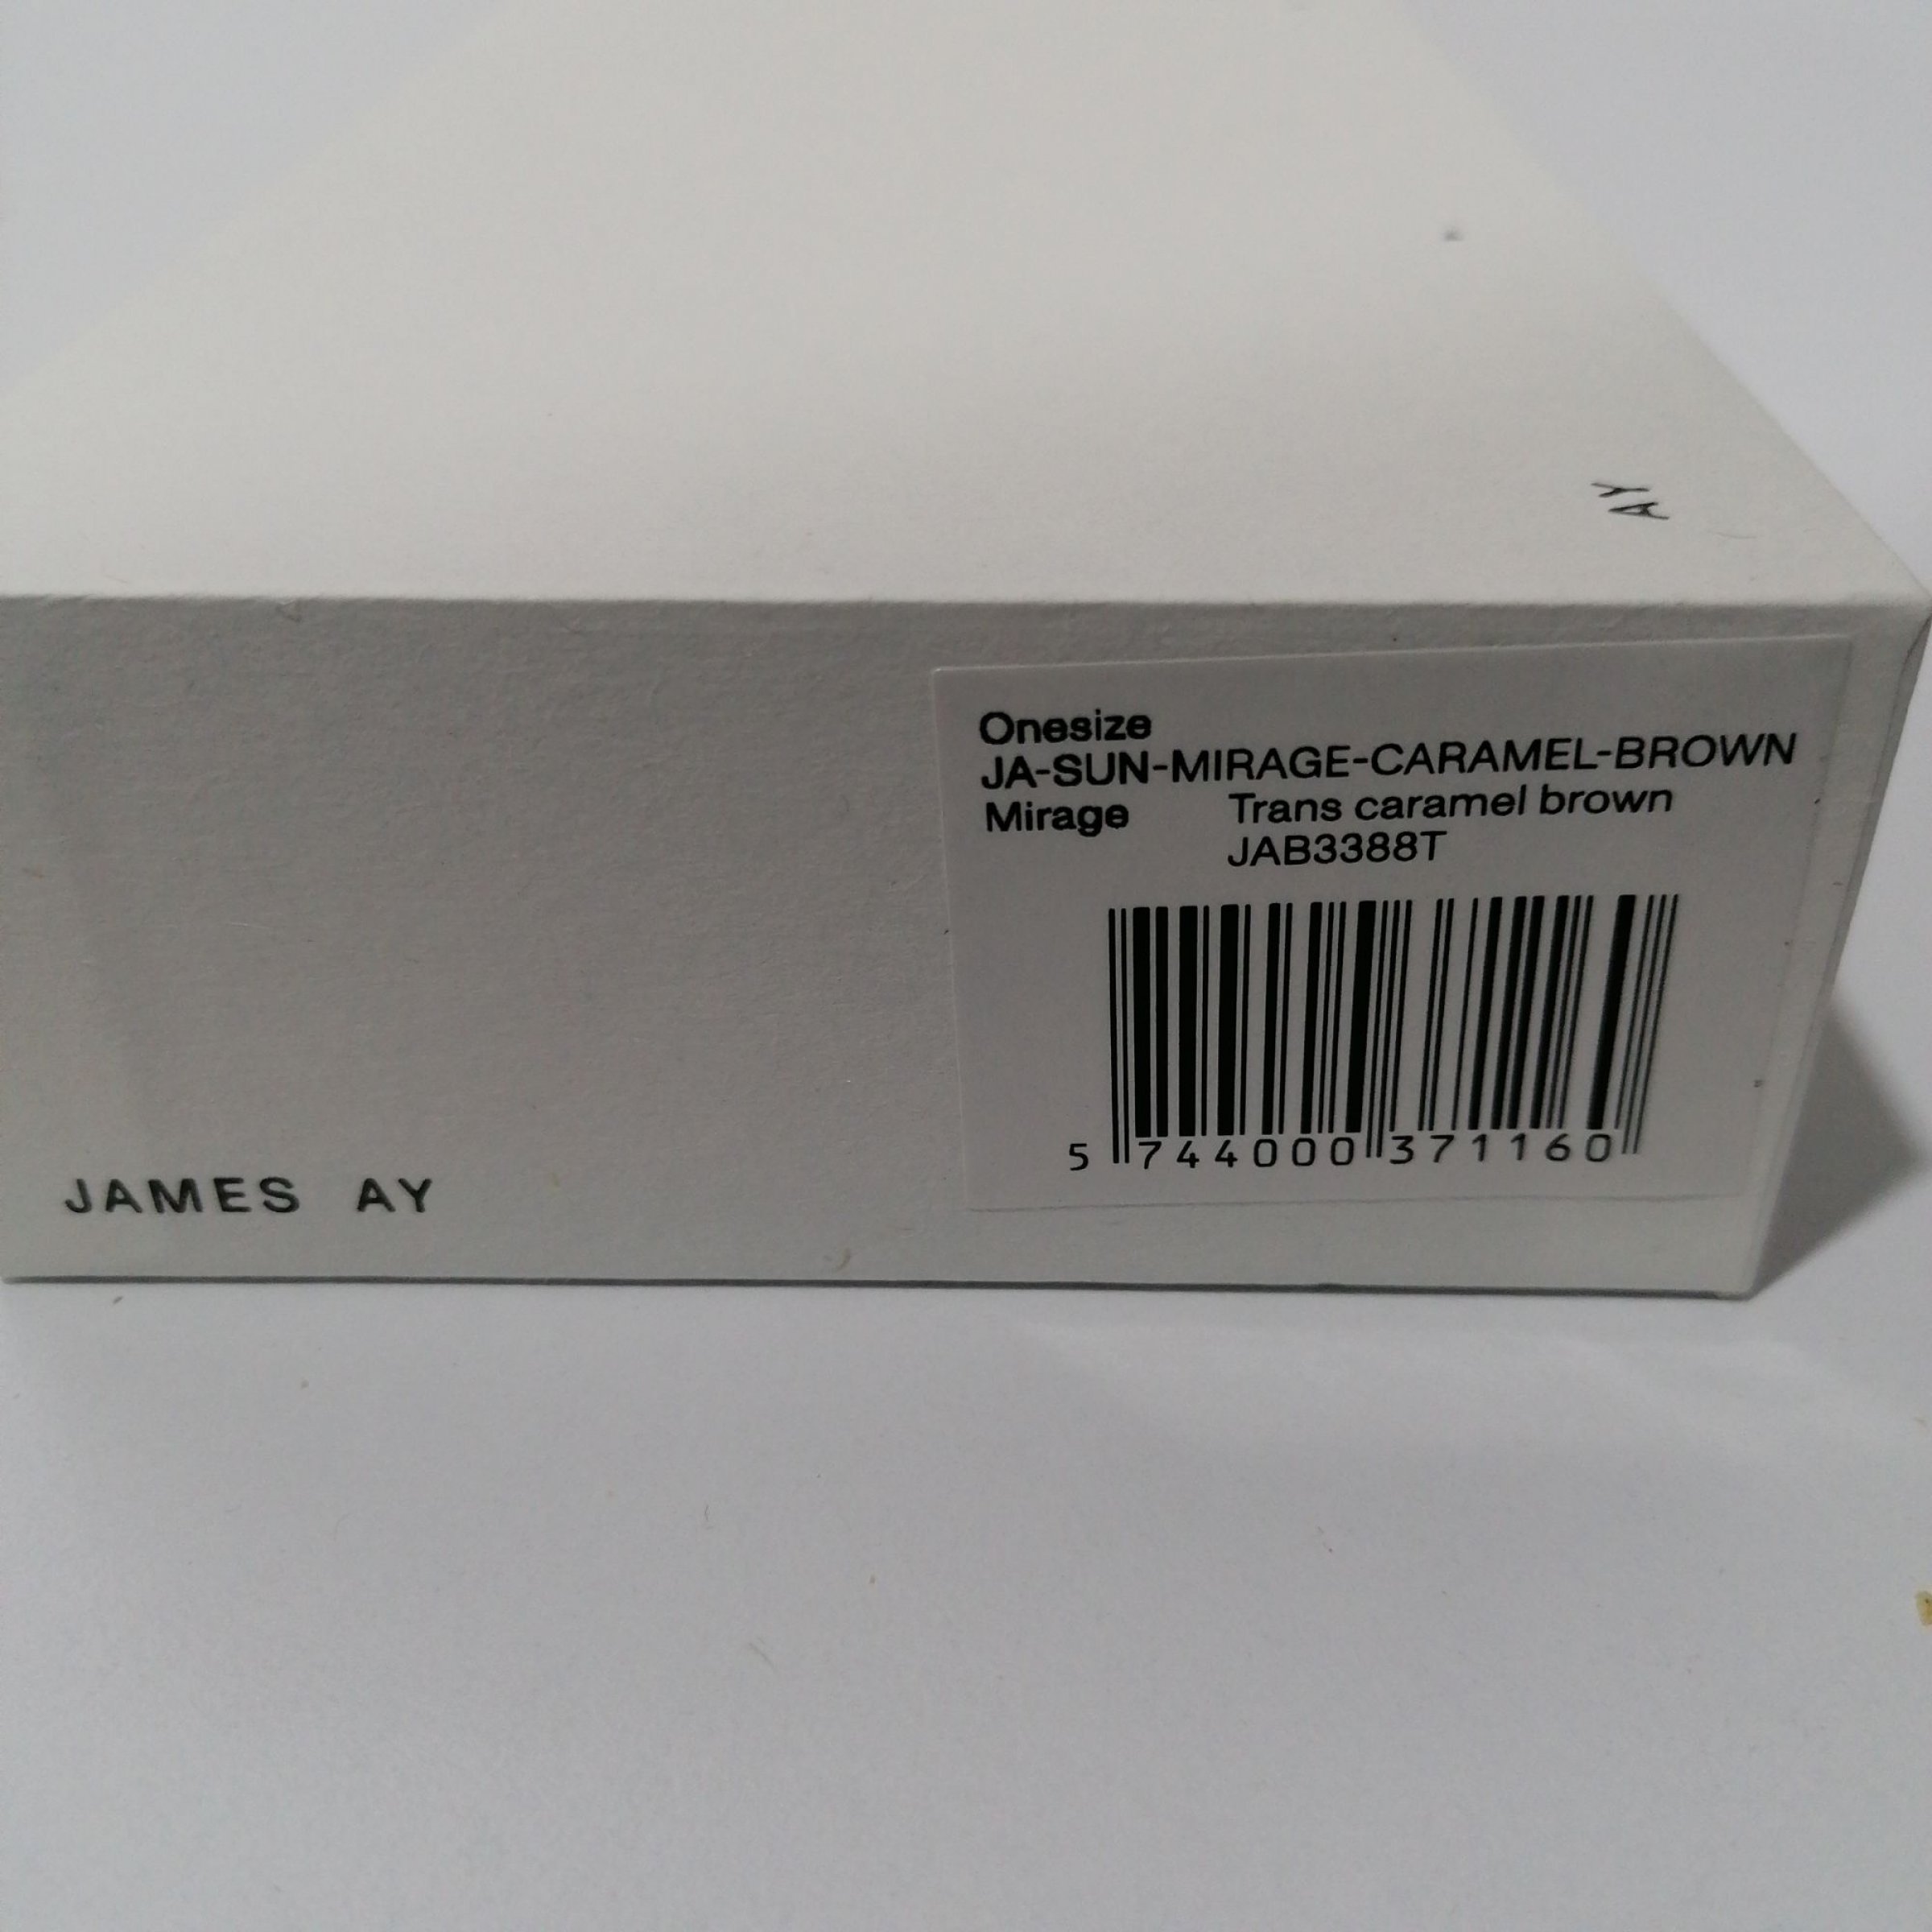 AY
Onesize
JA-SUN-MIRAGE-CARAMEL-BROWN
Mirage Trans caramel brown
JAB3388T
5 744000 371160
JAMES AY